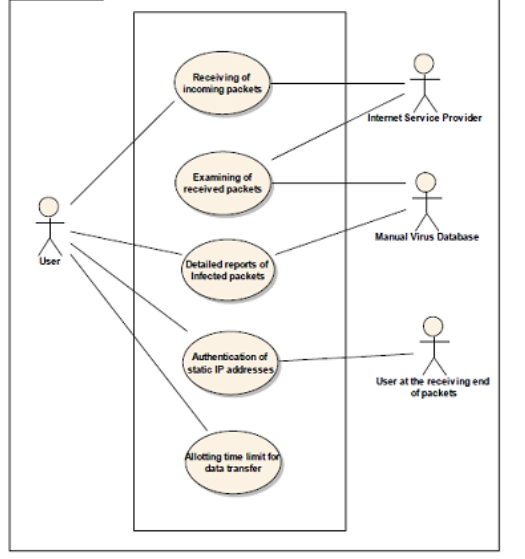 Receiving of
incoming packets
Internet Service Provider
Examining of
received packets
Manual Virus Database
User
Detailed reports of
Infected packets
Authentication of
static IP addresses
User at the receiving end
of packets
Allotting time limit for
data transfer